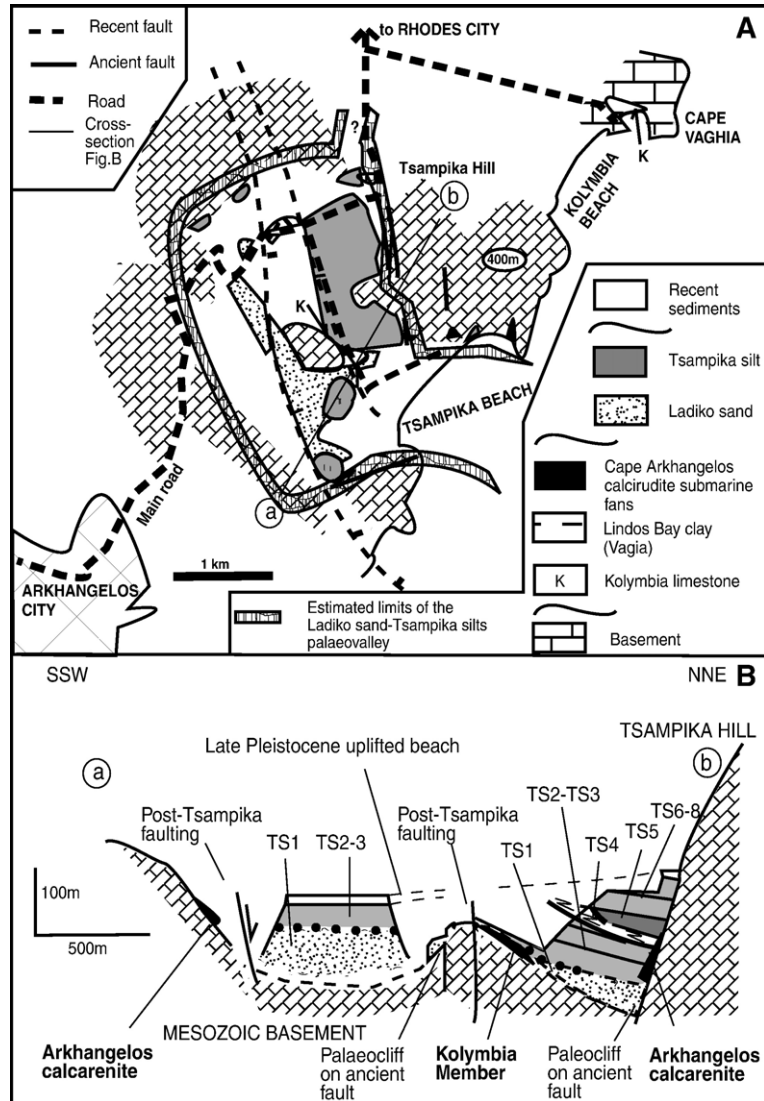 Recent fault
Ancient fault
Road
Cross-
section
Fig.B
to RHODES CITY
A
CAPE
VAGHIA
K
KOLYMBIA
BEACH
?
Tsampika Hill
b
400m
K
TSAMPIKA BEACH
a
Main road
ARKHANGELOS
CITY
1 km
Estimated limits of the
Ladiko sand-Tsampika silts
palaeovalley
Recent
sediments
Tsampika silt
Ladiko sand
Cape Arkhangelos
calcirudite submarine
fans
Lindos Bay clay
(Vagia)
K
Kolymbia limestone
Basement
SSW
NNE
B
TSAMPIKA HILL
Late Pleistocene uplifted beach
a
b
Post-Tsampika
faulting
TS1
TS2-3
Post-Tsampika
faulting
TS2-TS3
TS1
TS4
TS5
TS6-8
100m
500m
MESOZOIC BASEMENT
Arkhangelos
calcarenite
Palaeocliff
on ancient
fault
Kolymbia
Member
Paleocliff
on ancient
fault
Arkhangelos
calcarenite